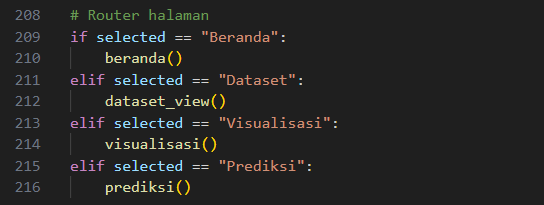 208 # Router halaman
209 if selected == "Beranda":
210     beranda()
211 elif selected == "Dataset":
212     dataset_view()
213 elif selected == "Visualisasi":
214     visualisasi()
215 elif selected == "Prediksi":
216     prediksi()